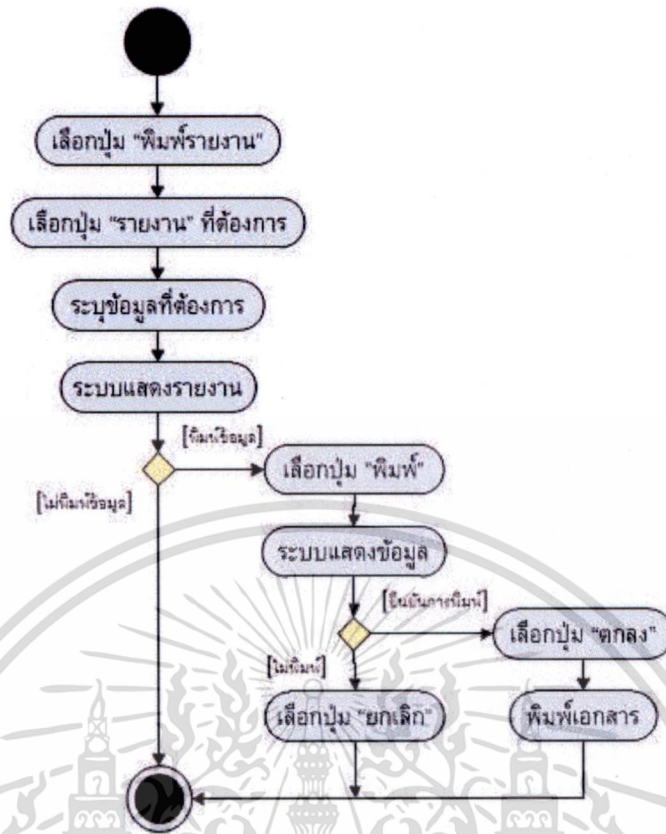 เลือกปุ่ม "พิมพ์รายงาน"
เลือกปุ่ม "รายงาน" ที่ต้องการ
ระบุข้อมูลที่ต้องการ
ระบบแสดงรายงาน
[พิมพ์ข้อมูล]
เลือกปุ่ม "พิมพ์"
[ไม่พิมพ์ข้อมูล]
ระบบแสดงข้อมูล
[ยืนยันการพิมพ์]
เลือกปุ่ม "ตกลง"
[ไม่พิมพ์]
เลือกปุ่ม "ยกเลิก"
พิมพ์เอกสาร